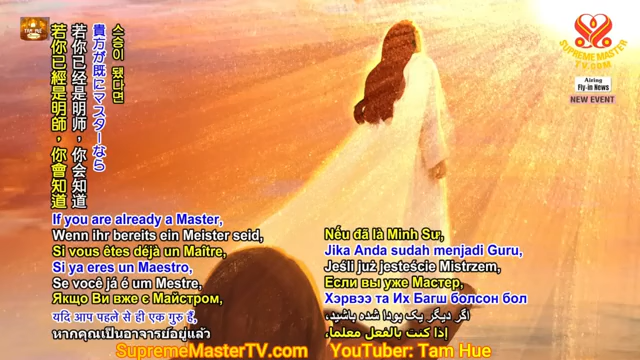 SUPREME MASTER
TV.COM
Airing
Fly-in News
NEW EVENT
스승이 됐다면
貴方が既にマスターなら
若你已经是明师，你会知道
若你已經是明師，你會知道
If you are already a Master,
Wenn ihr bereits ein Meister seid,
Si vous êtes déjà un Maître,
Si ya eres un Maestro,
Se você já é um Mestre,
Якщо Ви вже є Майстром,
यदि आप पहले से ही एक गुरु हैं,
หากคุณเป็นอาจารย์อยู่แล้ว
Nếu đã là Minh Sư,
Jika Anda sudah menjadi Guru,
Jeśli już jesteście Mistrzem,
Если вы уже Мастер,
Хэрвээ та Их Багш болсон бол
اگر دیگر یک بودا شده باشید،
إذا كنت بالفعل معلما،
SupremeMasterTV.com
YouTuber: Tam Hue